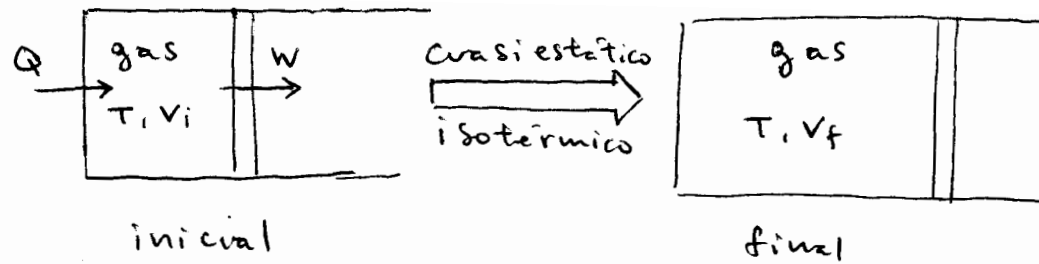 Q
gas
W
T, Vi
inicial
cuasiestático
isotérmico
gas
T, Vf
final